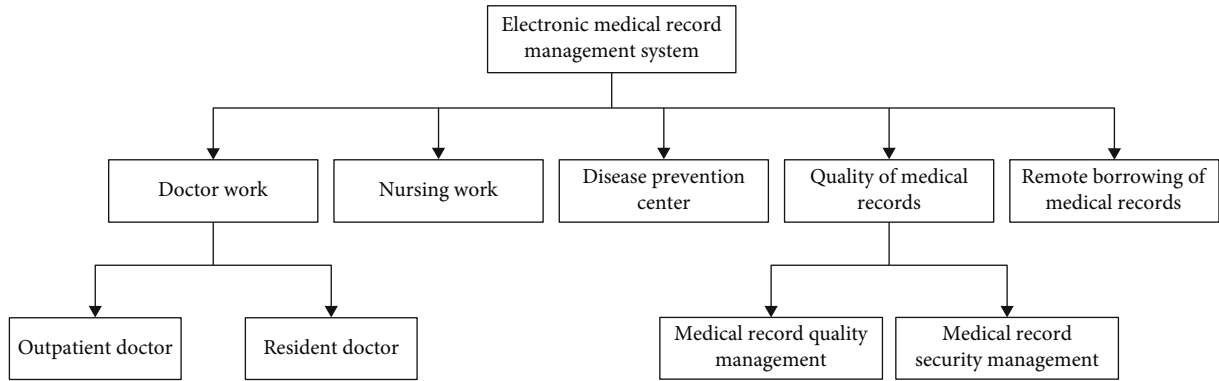 Electronic medical record
management system
Doctor work
Nursing work
Disease prevention
center
Quality of medical
records
Remote borrowing of
medical records
Outpatient doctor
Resident doctor
Medical record quality
management
Medical record
security management